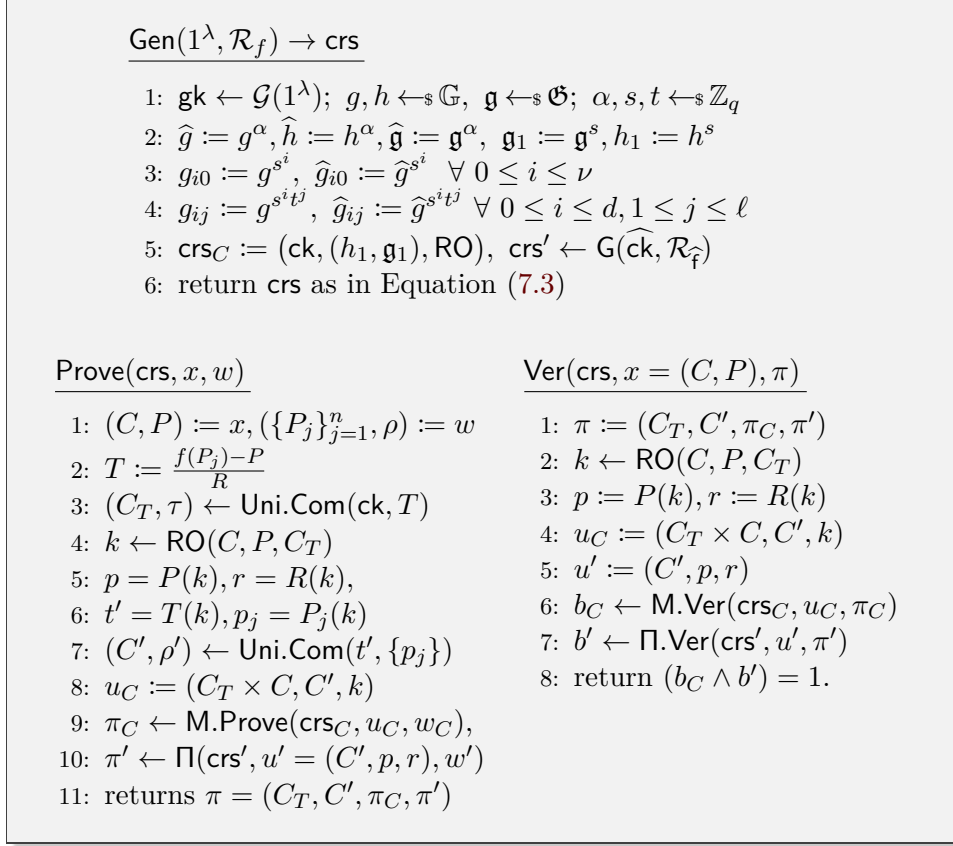 Gen(1^λ, ℛ_f) → crs
1: gk ← 𝒢(1^λ); g, h ←$ 𝔾, 𝔤 ←$ 𝕲; α, s, t ←$ ℤ_q
2: ĝ := g^α, ĥ := h^α, 𝔤̂ := 𝔤^α, 𝔤_1 := 𝔤^s, h_1 := h^s
3: g_{i0} := g^{s^i}, ĝ_{i0} := ĝ^{s^i} ∀ 0 ≤ i ≤ ν
4: g_{ij} := g^{s^i t^j}, ĝ_{ij} := ĝ^{s^i t^j} ∀ 0 ≤ i ≤ d, 1 ≤ j ≤ ℓ
5: crs_C := (ck, (h_1, 𝔤_1), RO), crs′ ← G(\widehat{ck}, ℛ_{\widehat{f}})
6: return crs as in Equation (7.3)
Prove(crs, x, w)
1: (C, P) := x, ({P_j}_{j=1}^n, ρ) := w
2: T := \frac{f(P_j)−P}{R}
3: (C_T, τ) ← Uni.Com(ck, T)
4: k ← RO(C, P, C_T)
5: p = P(k), r = R(k),
6: t′ = T(k), p_j = P_j(k)
7: (C′, ρ′) ← Uni.Com(t′, {p_j})
8: u_C := (C_T × C, C′, k)
9: π_C ← M.Prove(crs_C, u_C, w_C),
10: π′ ← Π(crs′, u′ = (C′, p, r), w′)
11: returns π = (C_T, C′, π_C, π′)
Ver(crs, x = (C, P), π)
1: π := (C_T, C′, π_C, π′)
2: k ← RO(C, P, C_T)
3: p := P(k), r := R(k)
4: u_C := (C_T × C, C′, k)
5: u′ := (C′, p, r)
6: b_C ← M.Ver(crs_C, u_C, π_C)
7: b′ ← Π.Ver(crs′, u′, π′)
8: return (b_C ∧ b′) = 1.